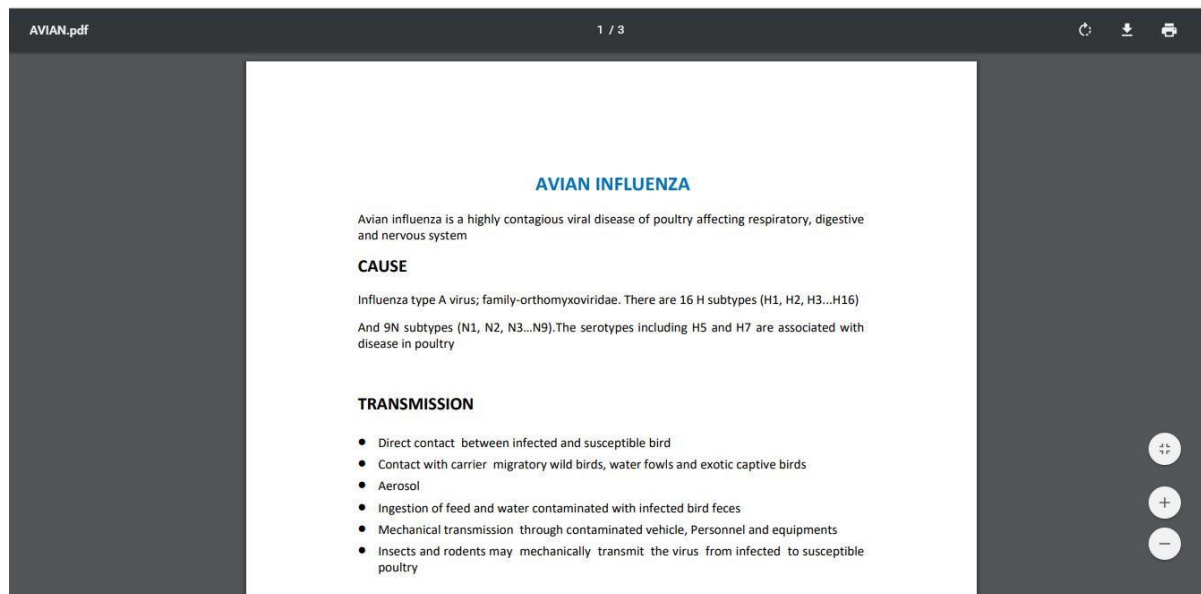 AVIAN.pdf
1 / 3
AVIAN INFLUENZA
Avian influenza is a highly contagious viral disease of poultry affecting respiratory, digestive
and nervous system
CAUSE
Influenza type A virus; family-orthomyxoviridae. There are 16 H subtypes (H1, H2, H3...H16)
And 9N subtypes (N1, N2, N3...N9).The serotypes including H5 and H7 are associated with
disease in poultry
TRANSMISSION
● Direct contact between infected and susceptible bird
● Contact with carrier migratory wild birds, water fowls and exotic captive birds
● Aerosol
● Ingestion of feed and water contaminated with infected bird feces
● Mechanical transmission through contaminated vehicle, Personnel and equipments
● Insects and rodents may mechanically transmit the virus from infected to susceptible
poultry